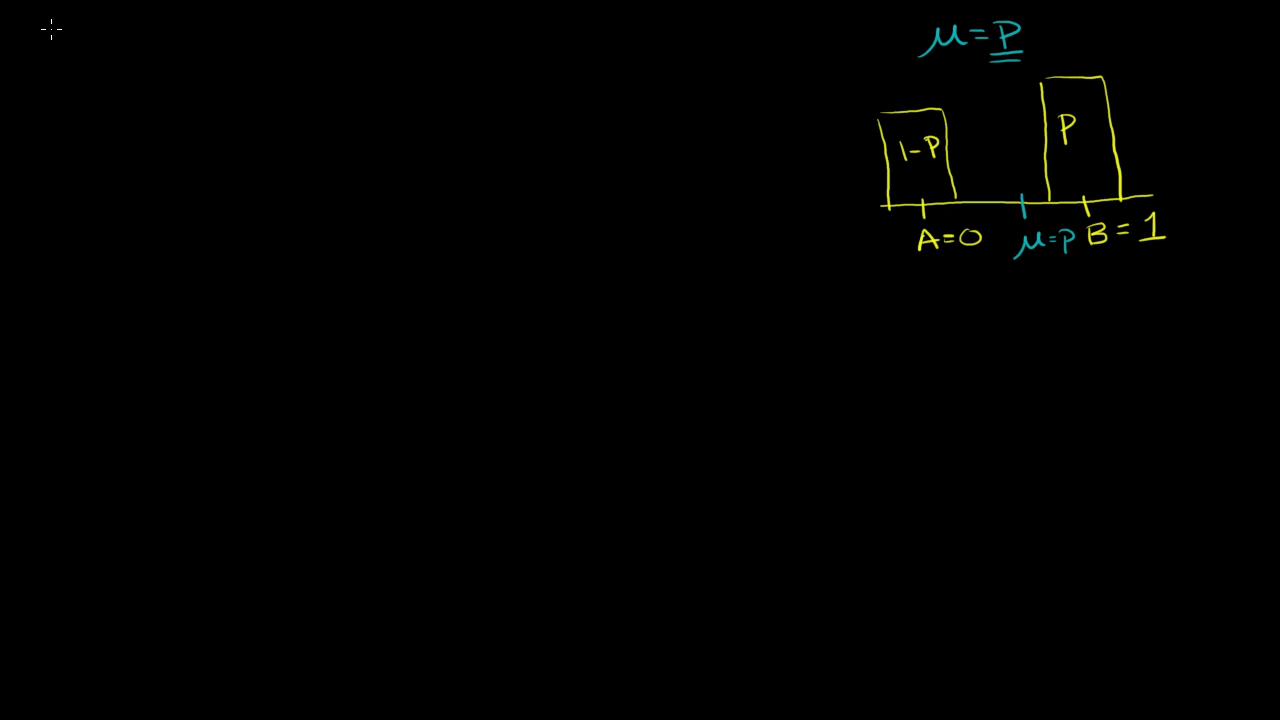 μ = P
1-P
P
A=0 μ=p B = 1